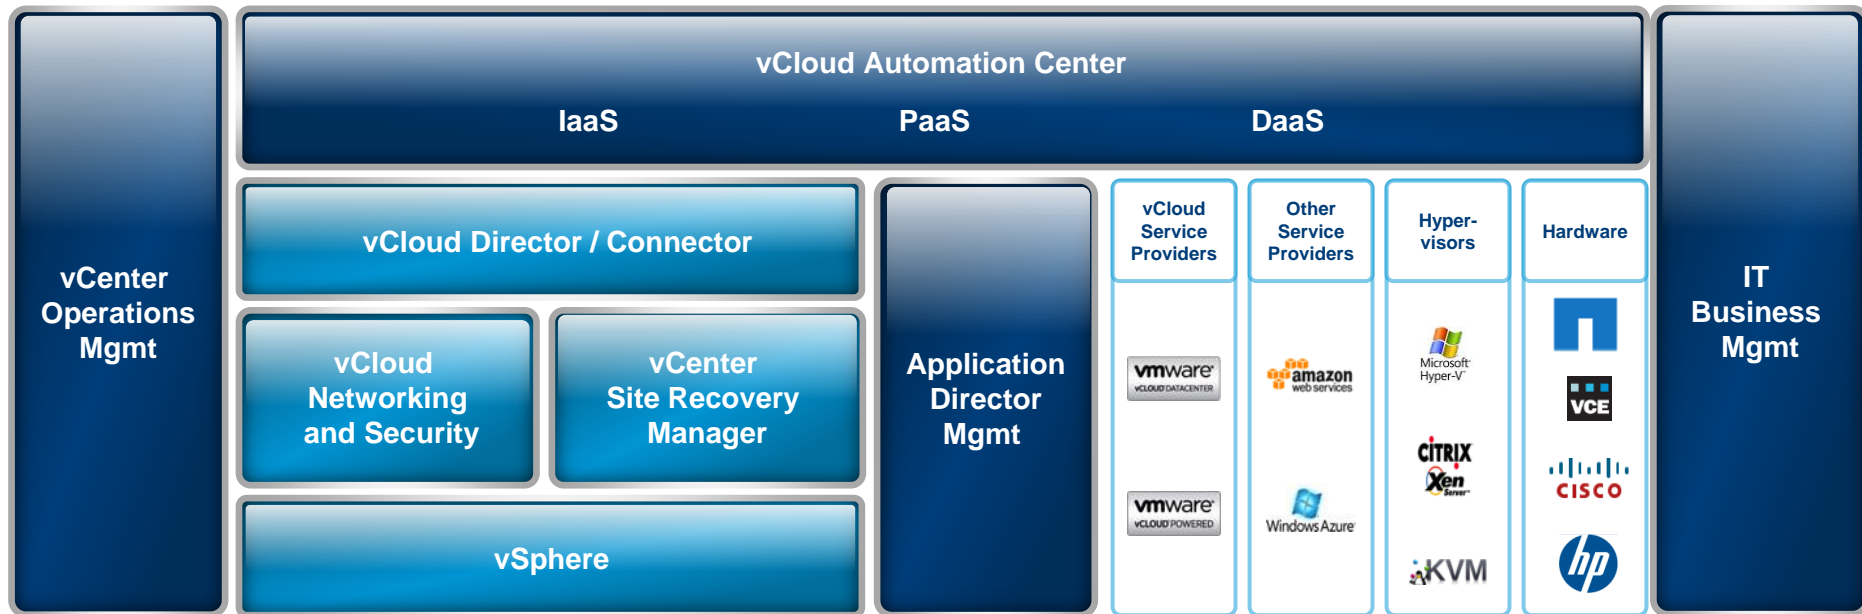 vCenter
Operations
Mgmt
vCloud Automation Center
IaaS PaaS DaaS
vCloud Director / Connector
vCloud
Networking
and Security
vCenter
Site Recovery
Manager
vSphere
Application
Director
Mgmt
vCloud
Service
Providers
vmware
vCLOUD DATACENTER
vmware
vCLOUD POWERED
Other
Service
Providers
amazon
web services
Windows Azure
Hyper-
visors
Microsoft
Hyper-V
CITRIX
Xen
Server
KVM
Hardware
VCE
CISCO
hp
IT
Business
Mgmt